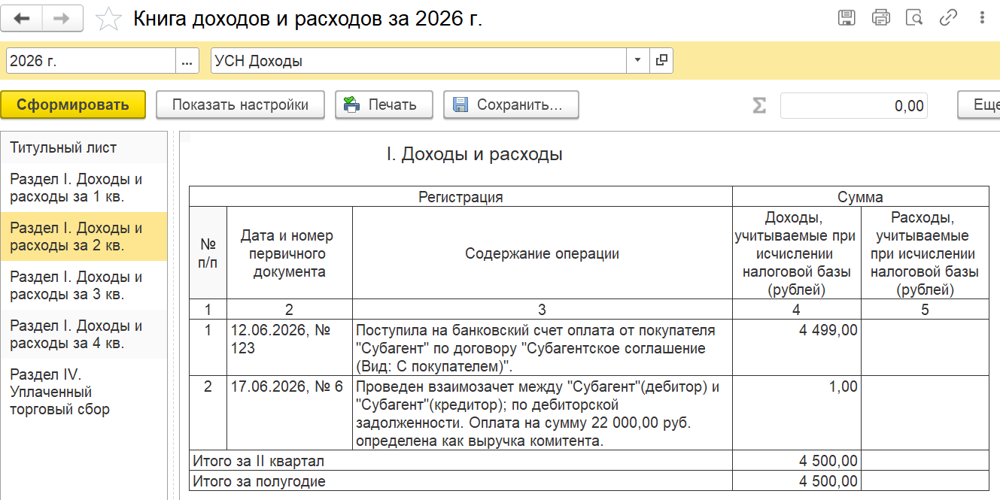 Книга доходов и расходов за 2026 г.
2026 г. ... УСН Доходы
Сформировать Показать настройки Печать Сохранить... Σ 0,00 Еще
Титульный лист
Раздел I. Доходы и
расходы за 1 кв.
Раздел I. Доходы и
расходы за 2 кв.
Раздел I. Доходы и
расходы за 3 кв.
Раздел I. Доходы и
расходы за 4 кв.
Раздел IV.
Уплаченный
торговый сбор
I. Доходы и расходы
Регистрация Сумма
№
п/п
Дата и номер
первичного
документа
Содержание операции
Доходы,
учитываемые при
исчислении
налоговой базы
(рублей)
Расходы,
учитываемые
при исчислении
налоговой базы
(рублей)
1 2 3 4 5
1 12.06.2026, № Поступила на банковский счет оплата от покупателя 4 499,00
123 "Субагент" по договору "Субагентское соглашение
(Вид: С покупателем)".
2 17.06.2026, № 6 Проведен взаимозачет между "Субагент"(дебитор) и 1,00
"Субагент"(кредитор); по дебиторской
задолженности. Оплата на сумму 22 000,00 руб.
определена как выручка комитента.
Итого за II квартал 4 500,00
Итого за полугодие 4 500,00